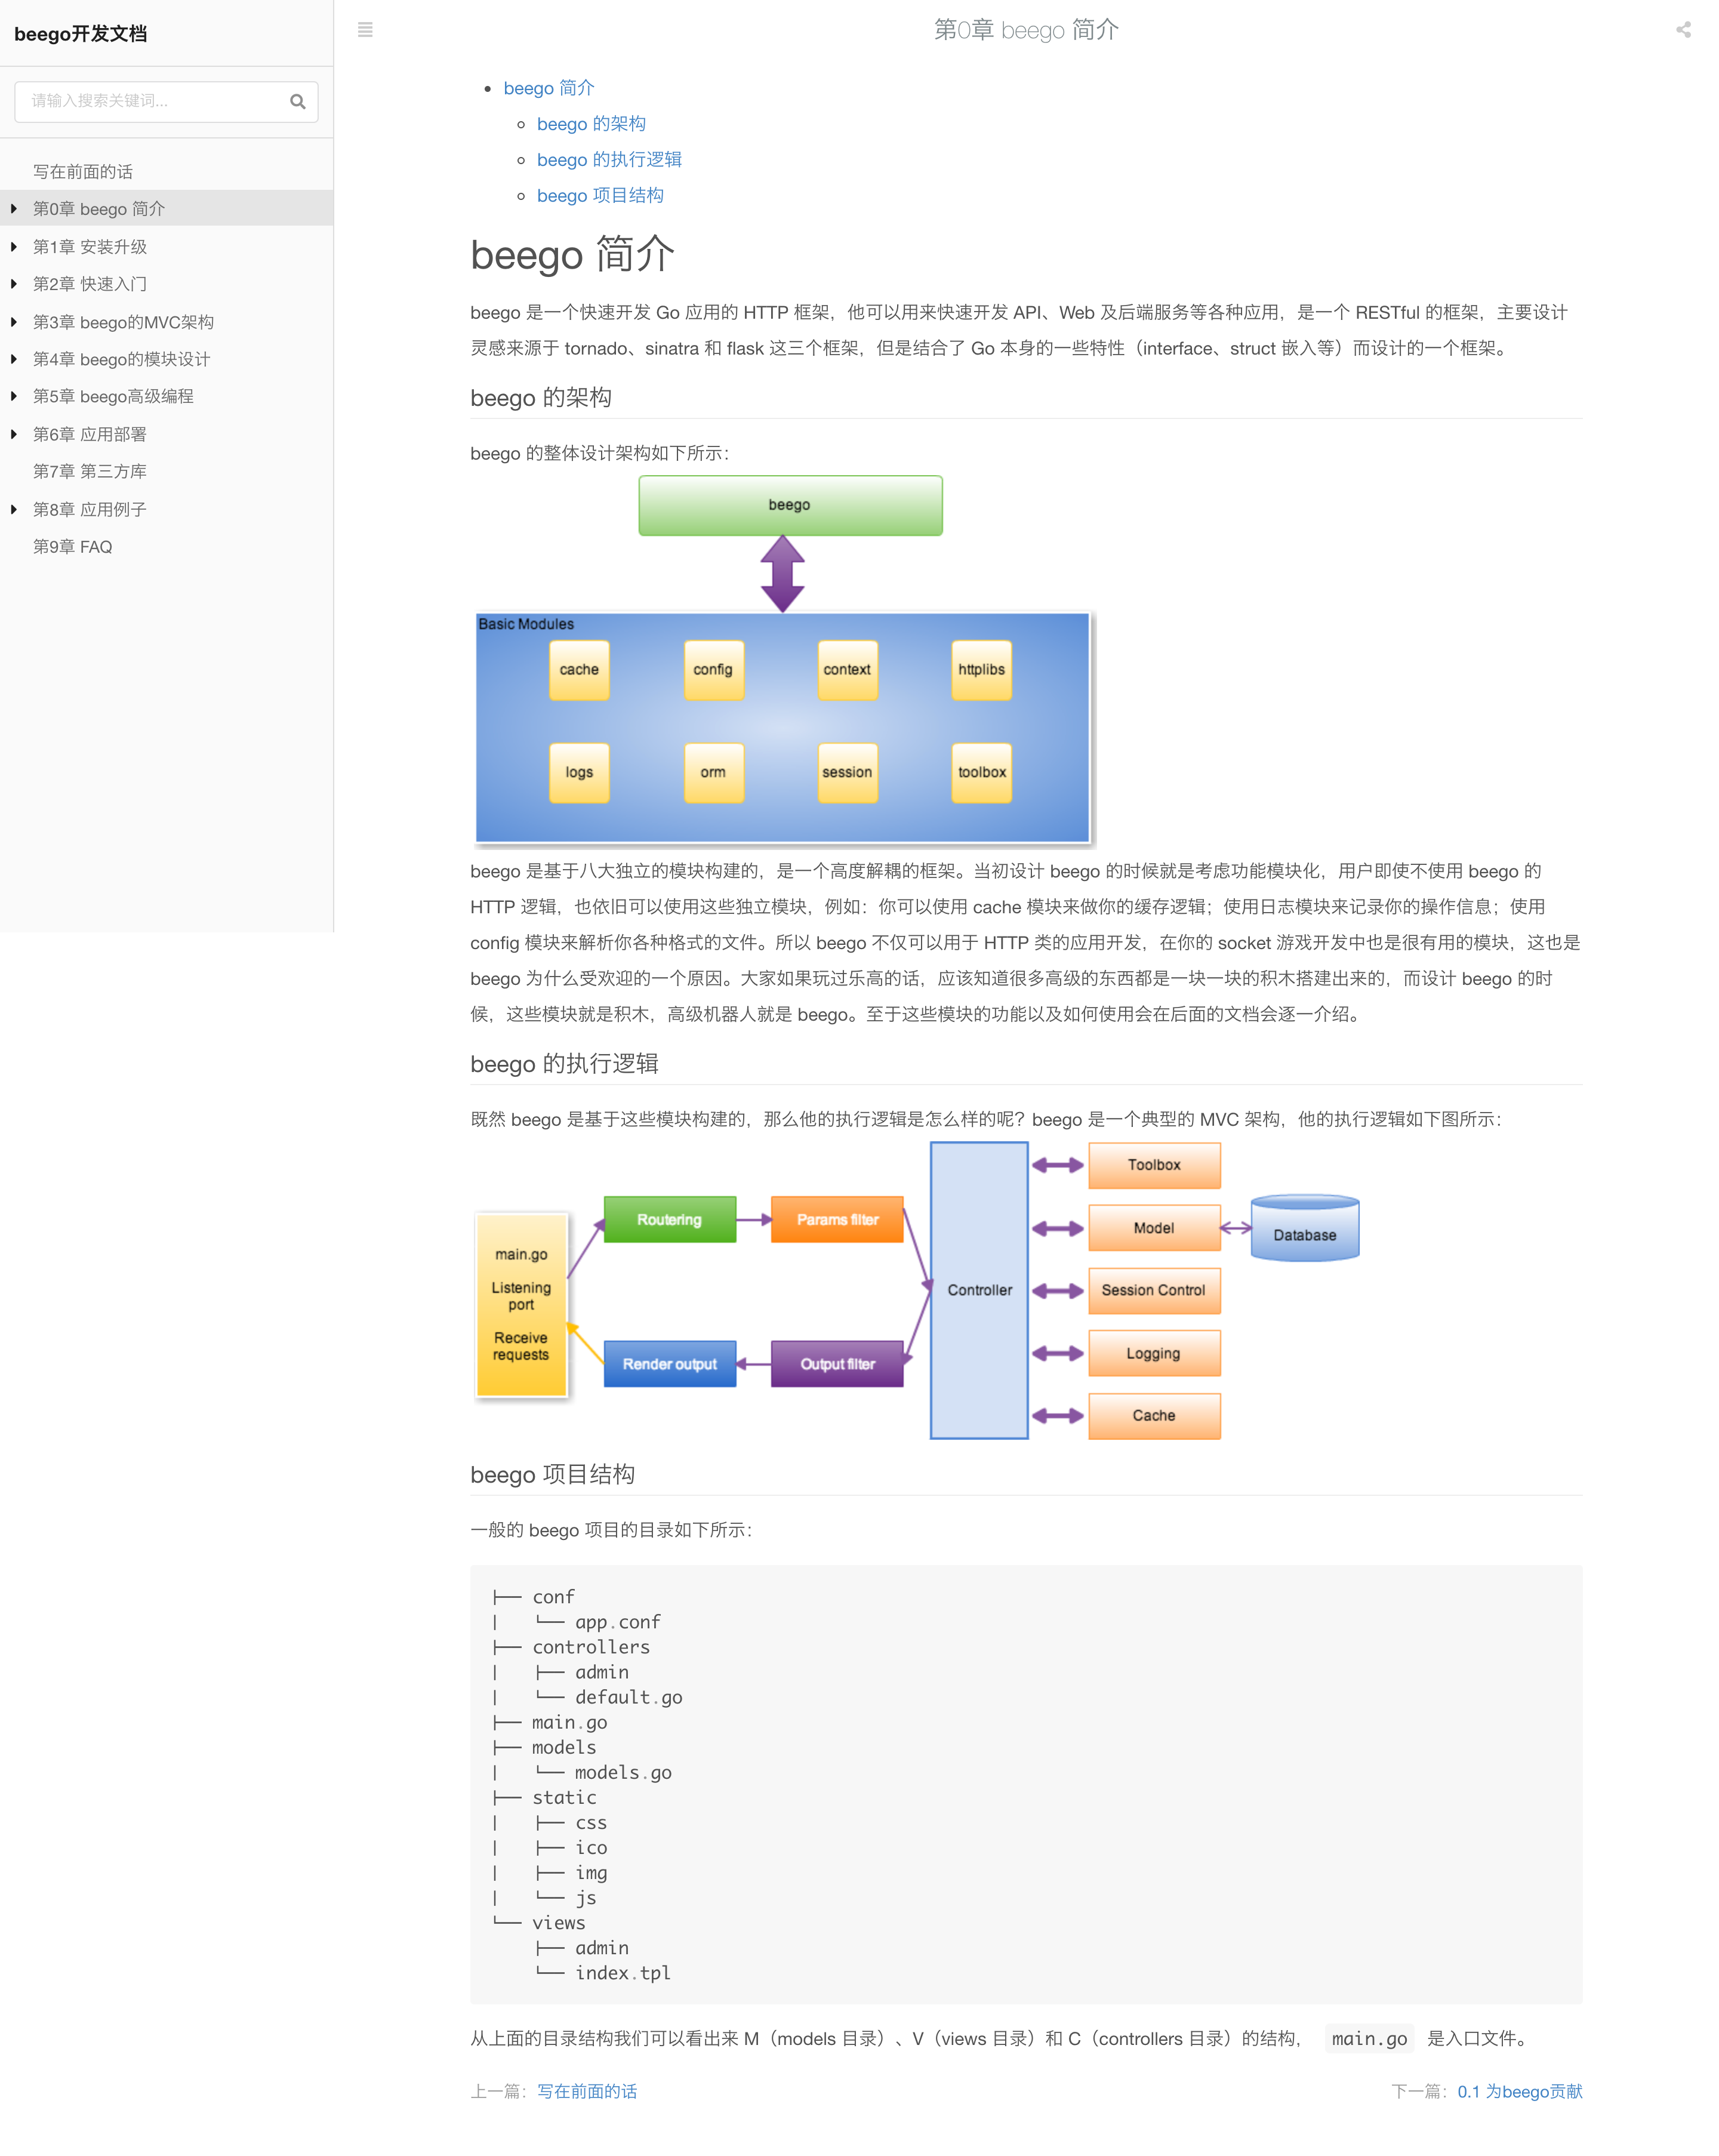 beego开发文档
请输入搜索关键词...
写在前面的话
第0章 beego 简介
第1章 安装升级
第2章 快速入门
第3章 beego的MVC架构
第4章 beego的模块设计
第5章 beego高级编程
第6章 应用部署
第7章 第三方库
第8章 应用例子
第9章 FAQ
第0章 beego 简介
• beego 简介
◦ beego 的架构
◦ beego 的执行逻辑
◦ beego 项目结构
beego 简介
beego 是一个快速开发 Go 应用的 HTTP 框架，他可以用来快速开发 API、Web 及后端服务等各种应用，是一个 RESTful 的框架，主要设计
灵感来源于 tornado、sinatra 和 flask 这三个框架，但是结合了 Go 本身的一些特性（interface、struct 嵌入等）而设计的一个框架。
beego 的架构
beego 的整体设计架构如下所示：
beego
Basic Modules
cache config context httplibs
logs orm session toolbox
beego 是基于八大独立的模块构建的，是一个高度解耦的框架。当初设计 beego 的时候就是考虑功能模块化，用户即使不使用 beego 的
HTTP 逻辑，也依旧可以使用这些独立模块，例如：你可以使用 cache 模块来做你的缓存逻辑；使用日志模块来记录你的操作信息；使用
config 模块来解析你各种格式的文件。所以 beego 不仅可以用于 HTTP 类的应用开发，在你的 socket 游戏开发中也是很有用的模块，这也是
beego 为什么受欢迎的一个原因。大家如果玩过乐高的话，应该知道很多高级的东西都是一块一块的积木搭建出来的，而设计 beego 的时
候，这些模块就是积木，高级机器人就是 beego。至于这些模块的功能以及如何使用会在后面的文档会逐一介绍。
beego 的执行逻辑
既然 beego 是基于这些模块构建的，那么他的执行逻辑是怎么样的呢？beego 是一个典型的 MVC 架构，他的执行逻辑如下图所示：
main.go
Listening
port
Receive
requests
Routering
Params filter
Render output
Output filter
Controller
Toolbox
Model
Database
Session Control
Logging
Cache
beego 项目结构
一般的 beego 项目的目录如下所示：
├── conf
│   └── app.conf
├── controllers
│   ├── admin
│   └── default.go
├── main.go
├── models
│   └── models.go
├── static
│   ├── css
│   ├── ico
│   ├── img
│   └── js
└── views
    ├── admin
    └── index.tpl
从上面的目录结构我们可以看出来 M（models 目录）、V（views 目录）和 C（controllers 目录）的结构， main.go 是入口文件。
上一篇：写在前面的话
下一篇：0.1 为beego贡献